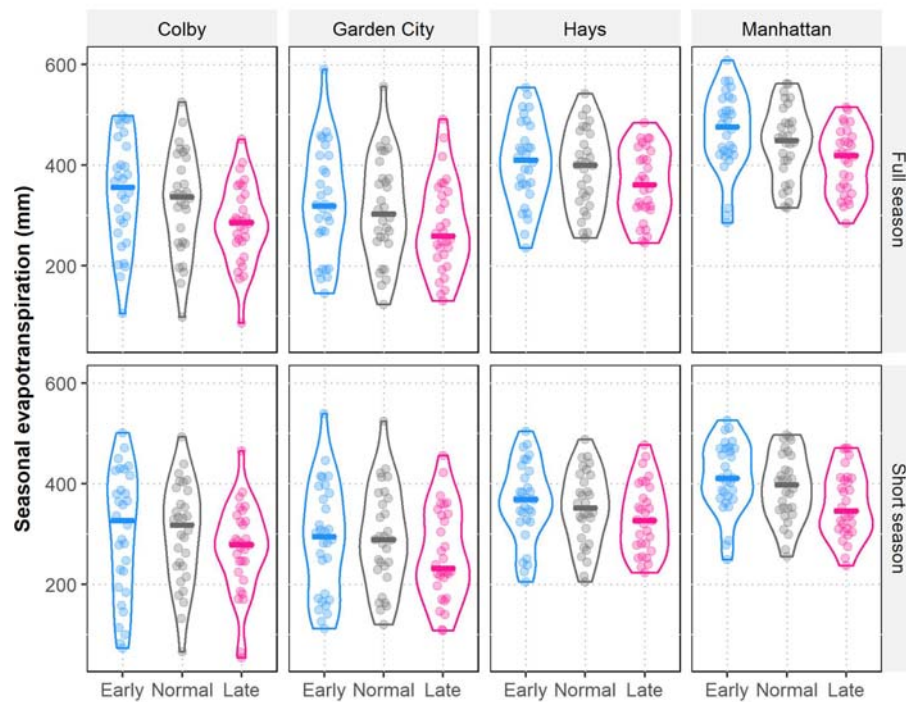 Colby Garden City Hays Manhattan
Seasonal evapotranspiration (mm)
600
400
200
Full season
600
400
200
Short season
Early Normal Late Early Normal Late Early Normal Late Early Normal Late